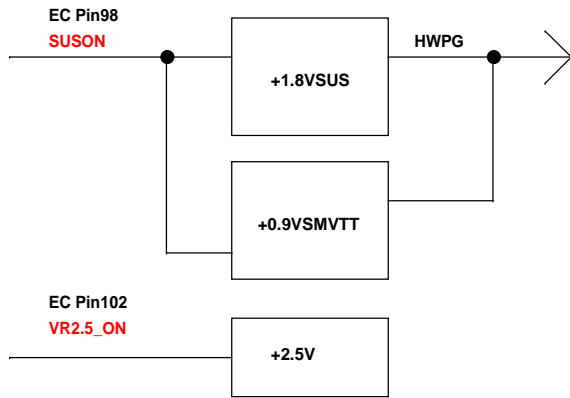 EC Pin98
SUSON
HWPG
+1.8VSUS
+0.9VSMVTT
EC Pin102
VR2.5_ON
+2.5V